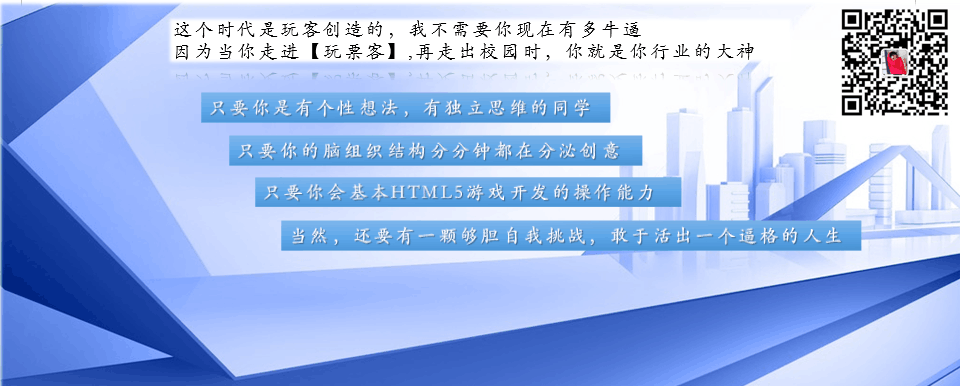 这个时代是玩客创造的，我不需要你现在有多牛逼
因为当你走进【玩票客】,再走出校园时，你就是你行业的大神
只要你是有个性想法，有独立思维的同学
只要你的脑组织结构分分钟都在分泌创意
只要你会基本HTML5游戏开发的操作能力
当然，还要有一颗够胆自我挑战，敢于活出一个逼格的人生